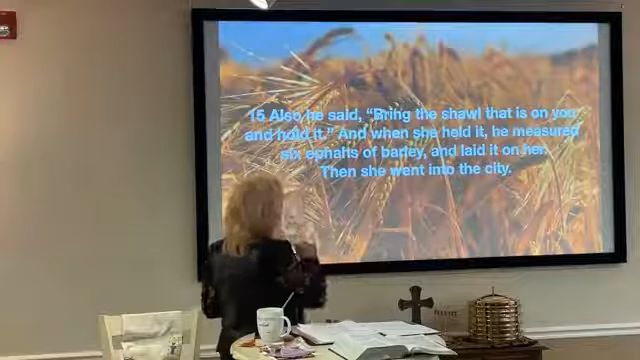 15 Also he said, “Bring the shawl that is on you
and hold it.” And when she held it, he measured
six ephahs of barley, and laid it on her.
Then she went into the city.